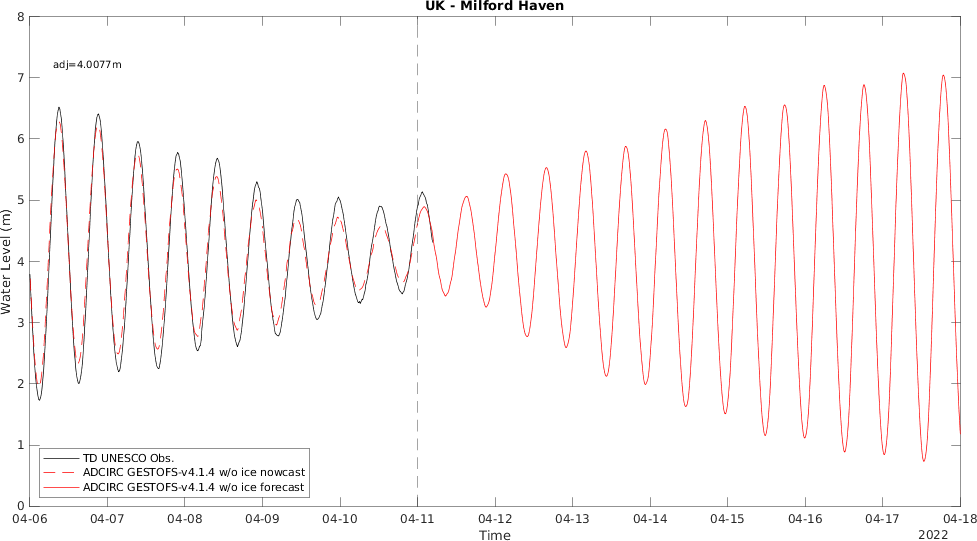 UK - Milford Haven
8
adj=4.0077m
7
6
5
4
3
2
1
0
Water Level (m)
TD UNESCO Obs.
ADCIRC GESTOFS-v4.1.4 w/o ice nowcast
ADCIRC GESTOFS-v4.1.4 w/o ice forecast
04-06 04-07 04-08 04-09 04-10 04-11 04-12 04-13 04-14 04-15 04-16 04-17 04-18
Time
2022